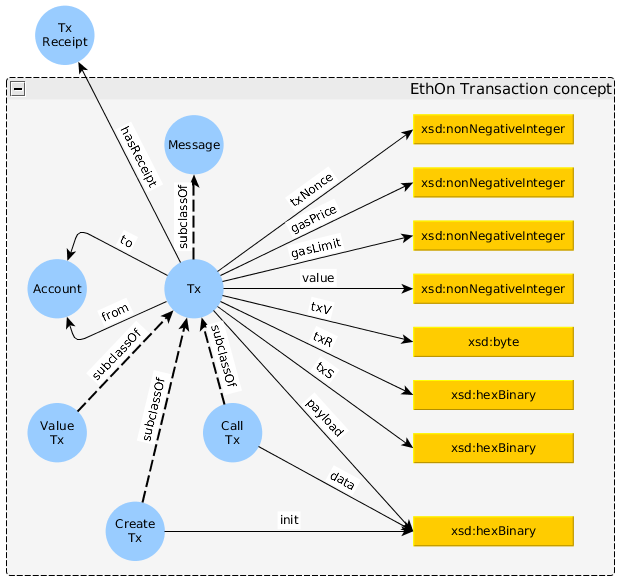 Tx
Receipt
EthOn Transaction concept
hasReceipt
Message
xsd:nonNegativeInteger
txNonce
xsd:nonNegativeInteger
gasPrice
subclassOf
xsd:nonNegativeInteger
gasLimit
to
Account
Tx
value
xsd:nonNegativeInteger
from
txV
xsd:byte
txR
subclassOf
subclassOf
txS
xsd:hexBinary
subclassOf
payload
Value
Tx
Call
Tx
xsd:hexBinary
data
Create
Tx
init
xsd:hexBinary